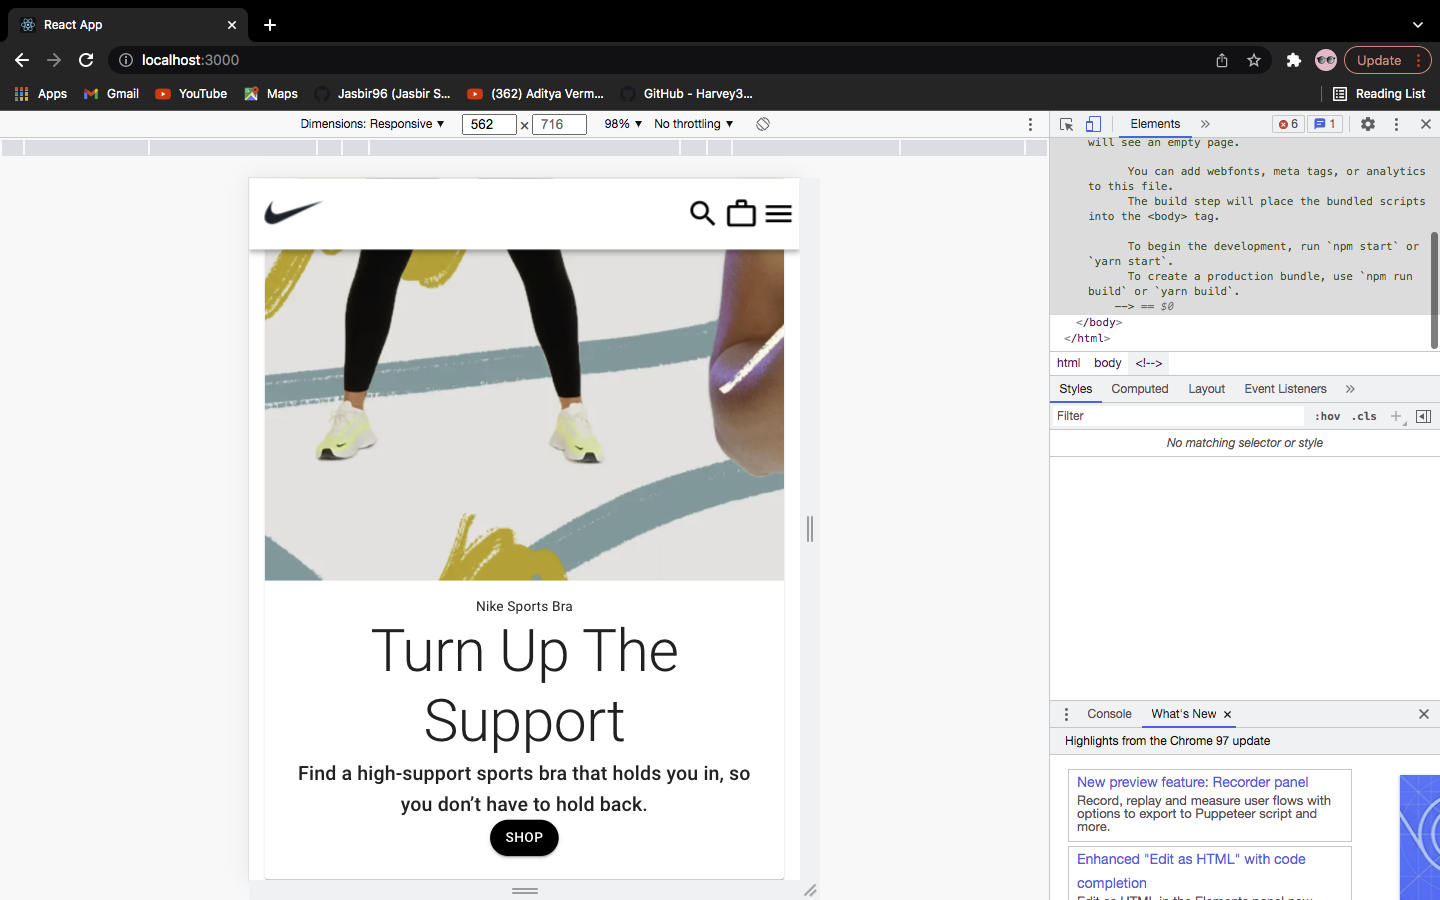 React App
localhost:3000
Update
Apps
Gmail
YouTube
Maps
Jasbir96 (Jasbir S...
(362) Aditya Verm...
GitHub - Harvey3...
Reading List
Dimensions: Responsive
562 × 716
98%
No throttling
Elements
6
1
will see an empty page.
You can add webfonts, meta tags, or analytics
to this file.
The build step will place the bundled scripts
into the <body> tag.
To begin the development, run `npm start` or
`yarn start`.
To create a production bundle, use `npm run
build` or `yarn build`.
--> == $0
</body>
</html>
html body <!-->
Styles Computed Layout Event Listeners
Filter
:hov .cls
No matching selector or style
Nike Sports Bra
Turn Up The
Support
Find a high-support sports bra that holds you in, so
you don’t have to hold back.
SHOP
Console What's New
Highlights from the Chrome 97 update
New preview feature: Recorder panel
Record, replay and measure user flows with
options to export to Puppeteer script and
more.
Enhanced "Edit as HTML" with code
completion
Edit as HTML in the Elements panel now